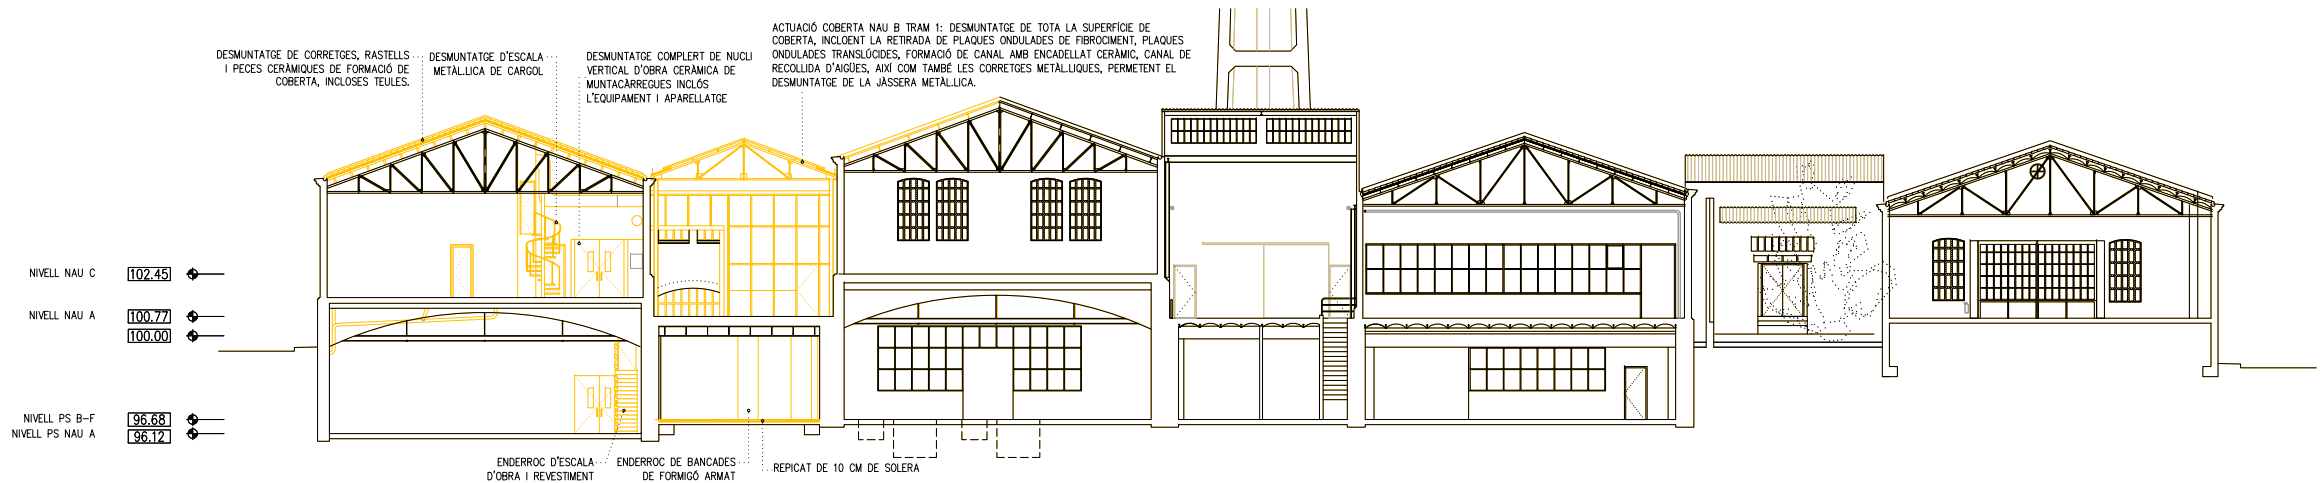 ACTUACIÓ COBERTA NAU B TRAM 1: DESMUNTATGE DE TOTA LA SUPERFÍCIE DE
COBERTA, INCLOENT LA RETIRADA DE PLAQUES ONDULADES DE FIBROCIMENT, PLAQUES
ONDULADES TRANSLÚCIDES, FORMACIÓ DE CANAL AMB ENCADELLAT CERÀMIC, CANAL DE
RECOLLIDA D'AIGÜES, AIXÍ COM TAMBÉ LES CORRETGES METÀL.LIQUES, PERMETENT EL
DESMUNTATGE DE LA JÀSSERA METÀL.LICA.
DESMUNTATGE DE CORRETGES, RASTELLS
I PECES CERÀMIQUES DE FORMACIÓ DE
COBERTA, INCLOSES TEULES.
DESMUNTATGE D'ESCALA
METÀL.LICA DE CARGOL
DESMUNTATGE COMPLERT DE NUCLI
VERTICAL D'OBRA CERÀMICA DE
MUNTACÀRREGUES INCLÓS
L'EQUIPAMENT I APARELLATGE
NIVELL NAU C 102.45
NIVELL NAU A 100.77
100.00
NIVELL PS B-F 96.68
NIVELL PS NAU A 96.12
ENDERROC D'ESCALA
D'OBRA I REVESTIMENT
ENDERROC DE BANCADES
DE FORMIGÓ ARMAT
REPICAT DE 10 CM DE SOLERA